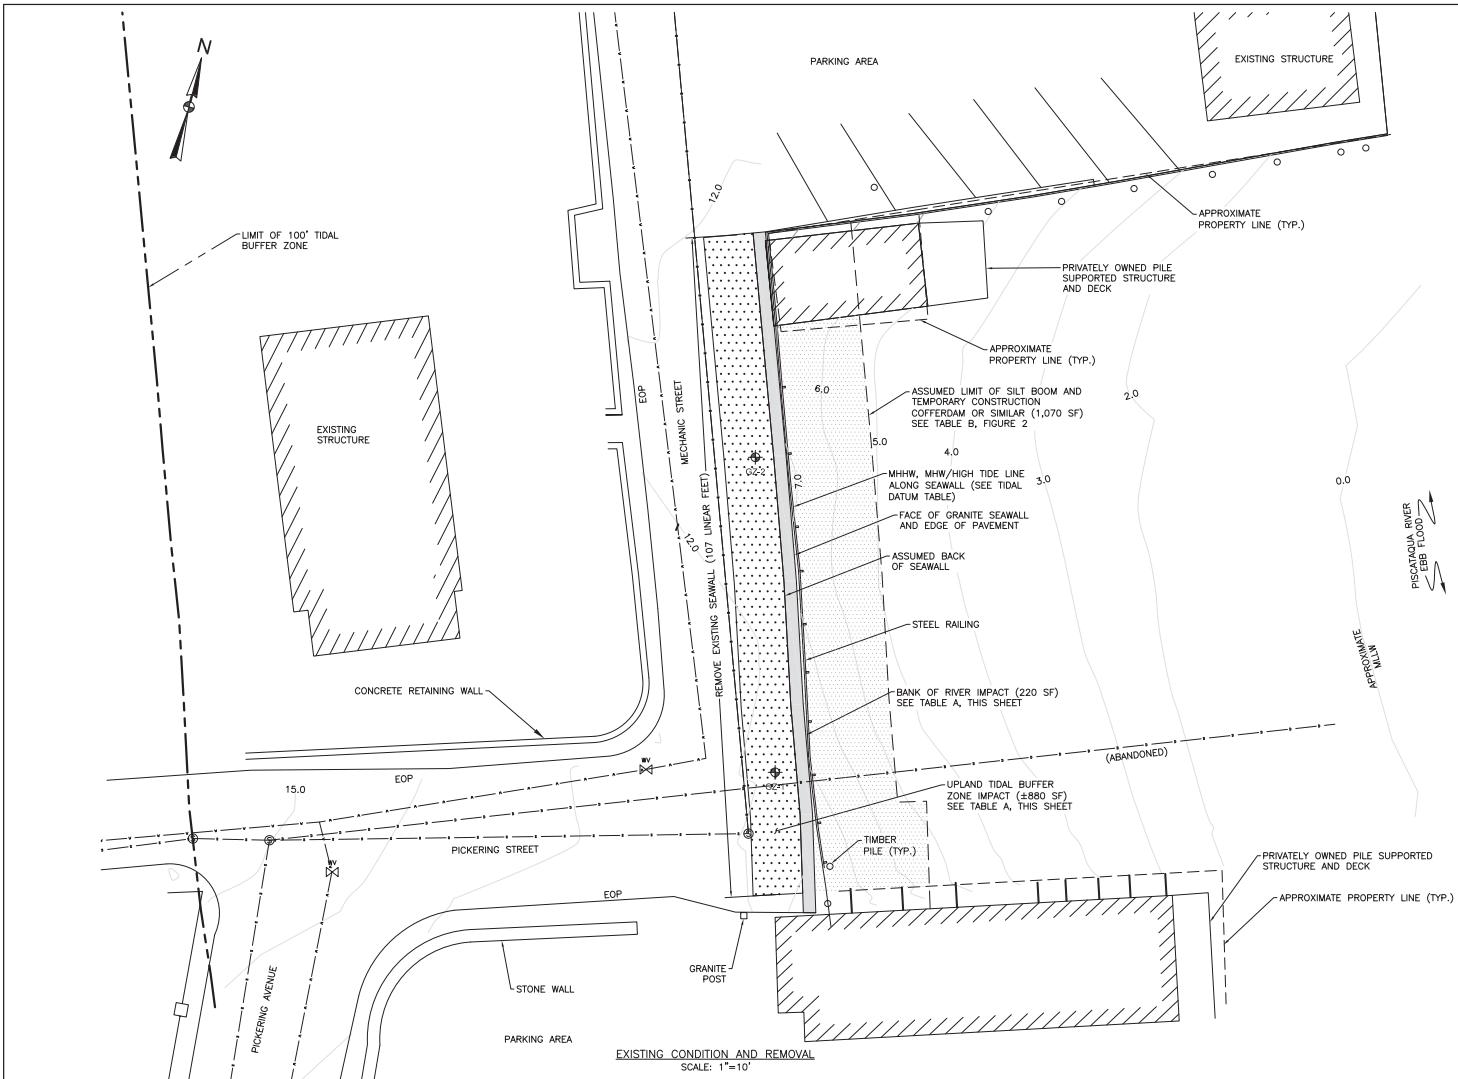 N
PARKING AREA
EXISTING STRUCTURE
12.0
LIMIT OF 100' TIDAL
BUFFER ZONE
APPROXIMATE
PROPERTY LINE (TYP.)
PRIVATELY OWNED PILE
SUPPORTED STRUCTURE
AND DECK
APPROXIMATE
PROPERTY LINE (TYP.)
EOP
MECHANIC STREET
6.0
ASSUMED LIMIT OF SILT BOOM AND
TEMPORARY CONSTRUCTION
COFFERDAM OR SIMILAR (1,070 SF)
SEE TABLE B, FIGURE 2
2.0
EXISTING
STRUCTURE
5.0
4.0
3.0
0.0
GZ-2
7.0
MHHW, MHW/HIGH TIDE LINE
ALONG SEAWALL (SEE TIDAL
DATUM TABLE)
FACE OF GRANITE SEAWALL
AND EDGE OF PAVEMENT
12.0
REMOVE EXISTING SEAWALL (107 LINEAR FEET)
PISCATAQUA RIVER
EBB FLOOD
ASSUMED BACK
OF SEAWALL
STEEL RAILING
APPROXIMATE
MLLW
CONCRETE RETAINING WALL
BANK OF RIVER IMPACT (220 SF)
SEE TABLE A, THIS SHEET
(ABANDONED)
WV
EOP
15.0
GZ-1
UPLAND TIDAL BUFFER
ZONE IMPACT (±880 SF)
SEE TABLE A, THIS SHEET
PICKERING STREET
WV
TIMBER
PILE (TYP.)
PRIVATELY OWNED PILE SUPPORTED
STRUCTURE AND DECK
EOP
APPROXIMATE PROPERTY LINE (TYP.)
GRANITE
POST
STONE WALL
PICKERING AVENUE
PARKING AREA
EXISTING CONDITION AND REMOVAL
SCALE: 1"=10'